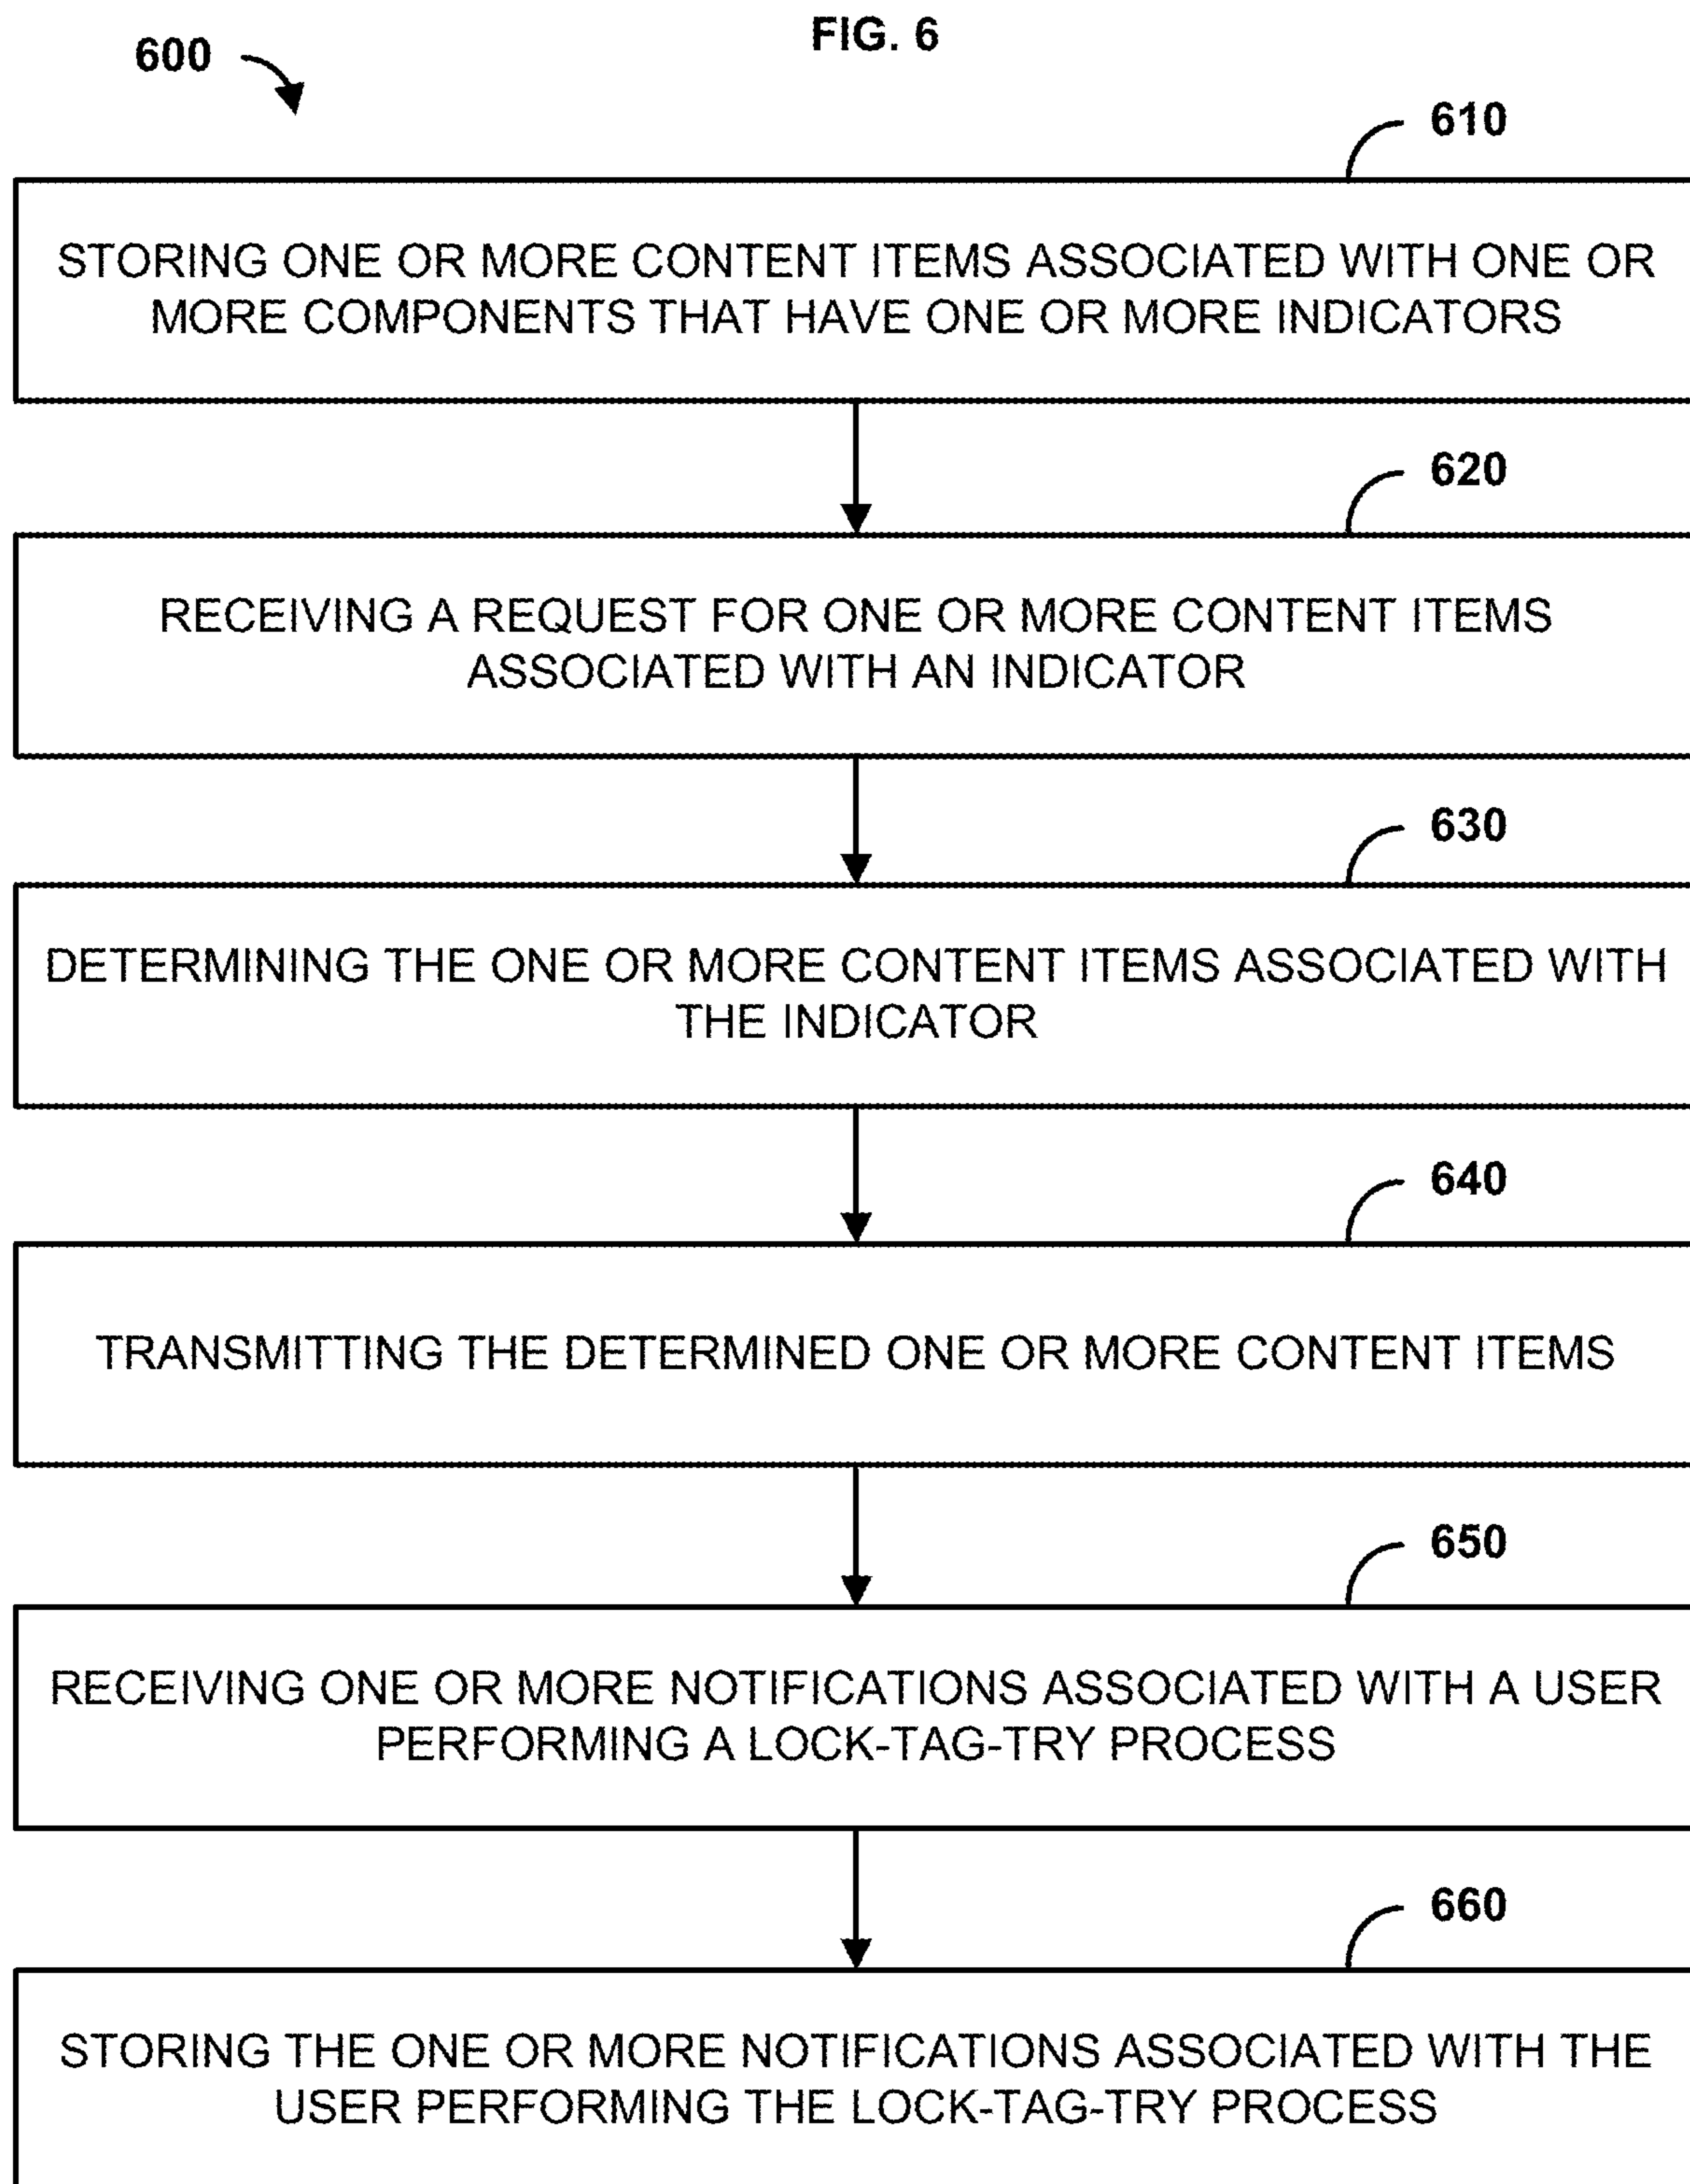 FIG. 6
600
610
STORING ONE OR MORE CONTENT ITEMS ASSOCIATED WITH ONE OR
MORE COMPONENTS THAT HAVE ONE OR MORE INDICATORS
620
RECEIVING A REQUEST FOR ONE OR MORE CONTENT ITEMS
ASSOCIATED WITH AN INDICATOR
630
DETERMINING THE ONE OR MORE CONTENT ITEMS ASSOCIATED WITH
THE INDICATOR
640
TRANSMITTING THE DETERMINED ONE OR MORE CONTENT ITEMS
650
RECEIVING ONE OR MORE NOTIFICATIONS ASSOCIATED WITH A USER
PERFORMING A LOCK-TAG-TRY PROCESS
660
STORING THE ONE OR MORE NOTIFICATIONS ASSOCIATED WITH THE
USER PERFORMING THE LOCK-TAG-TRY PROCESS